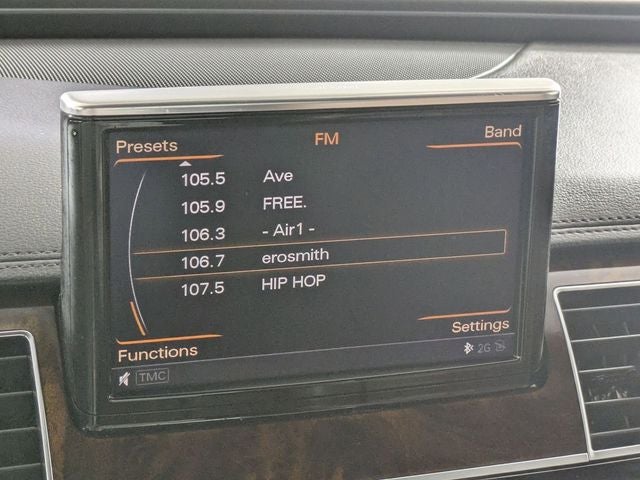 Presets FM Band
105.5 Ave
105.9 FREE.
106.3 - Air1 -
106.7 erosmith
107.5 HIP HOP
Functions Settings
TMC 2G